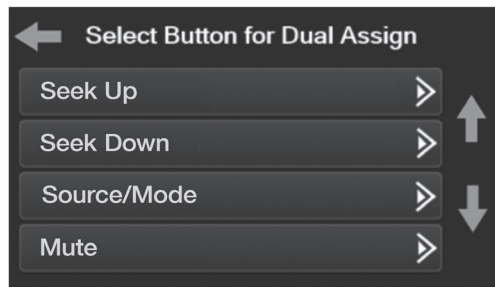 Select Button for Dual Assign
Seek Up
Seek Down
Source/Mode
Mute